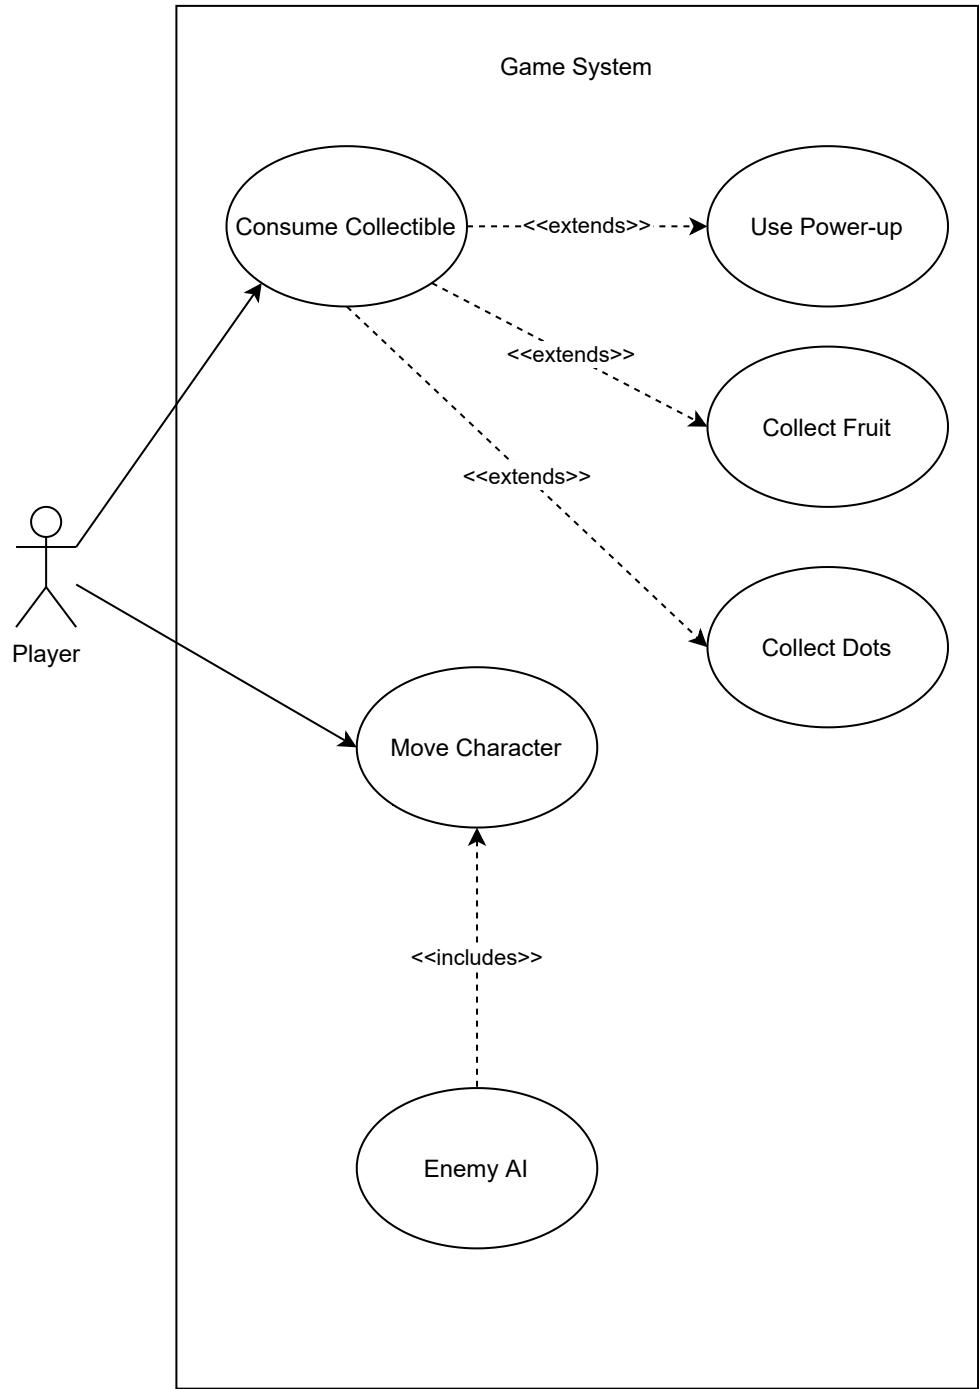 Game System
Consume Collectible
<<extends>>
Use Power-up
<<extends>>
Collect Fruit
<<extends>>
Collect Dots
Player
Move Character
<<includes>>
Enemy AI